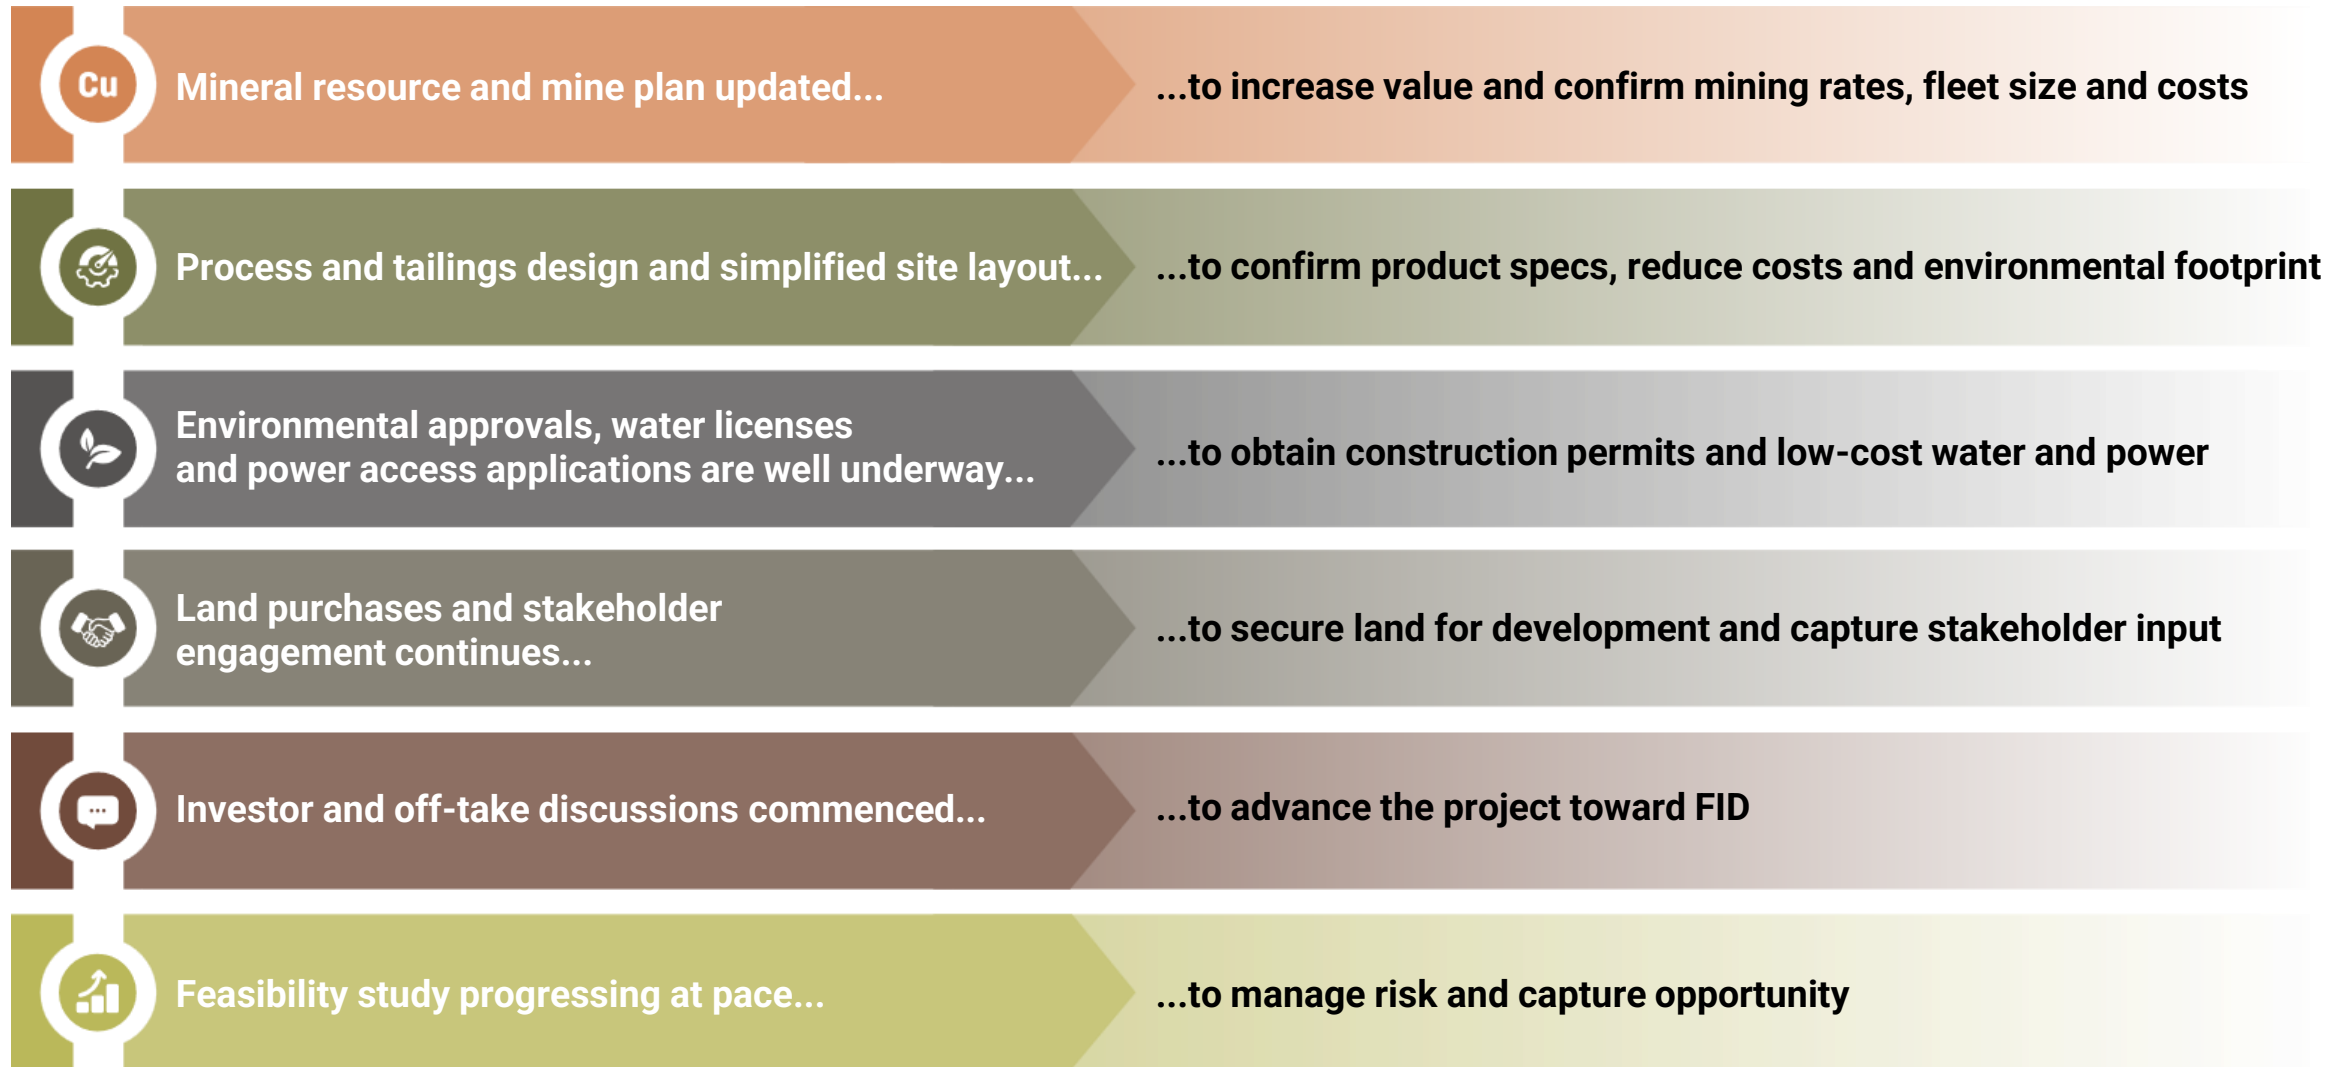 Cu
Mineral resource and mine plan updated...
...to increase value and confirm mining rates, fleet size and costs
Process and tailings design and simplified site layout...
...to confirm product specs, reduce costs and environmental footprint
Environmental approvals, water licenses
and power access applications are well underway...
...to obtain construction permits and low-cost water and power
Land purchases and stakeholder
engagement continues...
...to secure land for development and capture stakeholder input
Investor and off-take discussions commenced...
...to advance the project toward FID
Feasibility study progressing at pace...
...to manage risk and capture opportunity